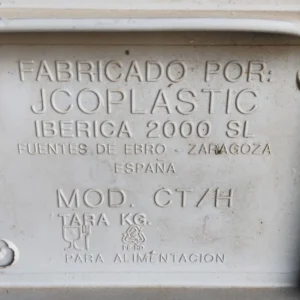 FABRICADO POR:
JCOPLASTIC
IBERICA 2000 SL
FUENTES DE EBRO - ZARAGOZA
ESPAÑA
MOD. CT/H
TARA KG.
PARA ALIMENTACION